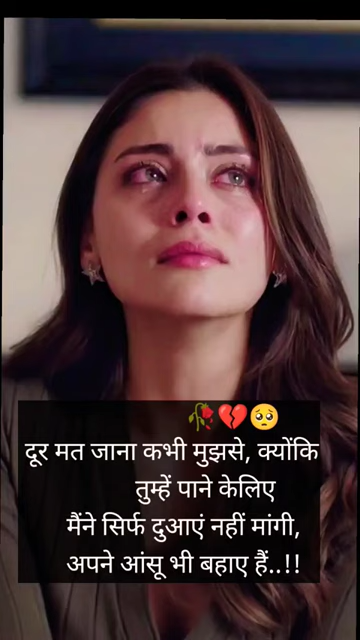 🥀💔🥺
दूर मत जाना कभी मुझसे, क्योंकि
तुम्हें पाने केलिए
मैंने सिर्फ दुआएं नहीं मांगी,
अपने आंसू भी बहाए हैं..!!